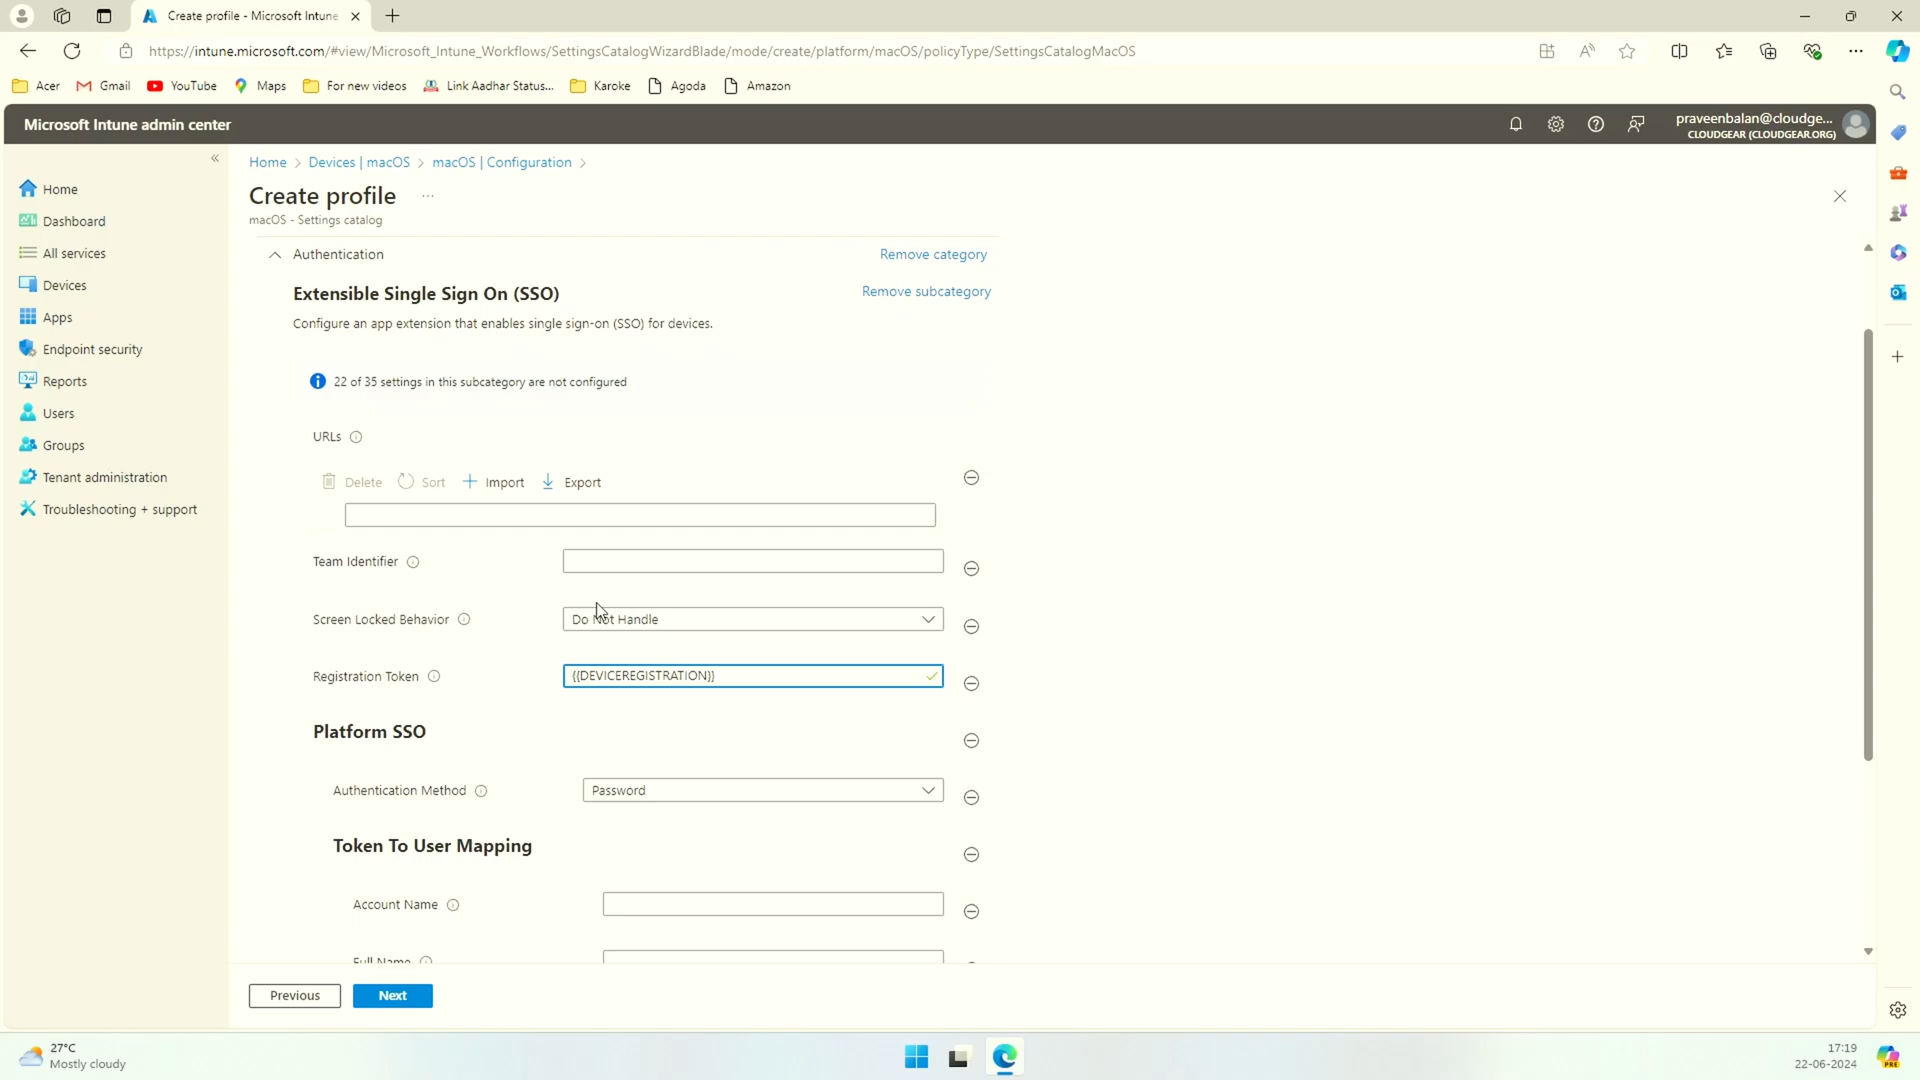 Create profile - Microsoft Intune
https://intune.microsoft.com/#view/Microsoft_Intune_Workflows/SettingsCatalogWizardBlade/mode/create/platform/macOS/policyType/SettingsCatalogMacOS
Acer Gmail YouTube Maps For new videos Link Aadhar Status... Karoke Agoda Amazon
Microsoft Intune admin center
praveenbalan@cloudge...
CLOUDGEAR (CLOUDGEAR.ORG)
Home > Devices | macOS > macOS | Configuration >
Create profile ...
macOS - Settings catalog
Home
Dashboard
All services
Devices
Apps
Endpoint security
Reports
Users
Groups
Tenant administration
Troubleshooting + support
Authentication Remove category
Extensible Single Sign On (SSO) Remove subcategory
Configure an app extension that enables single sign-on (SSO) for devices.
22 of 35 settings in this subcategory are not configured
URLs
Delete Sort Import Export
Team Identifier
Screen Locked Behavior Do Not Handle
Registration Token {{DEVICEREGISTRATION}}
Platform SSO
Authentication Method Password
Token To User Mapping
Account Name
Full Name
Previous Next
27°C
Mostly cloudy
17:19
22-06-2024
PRE